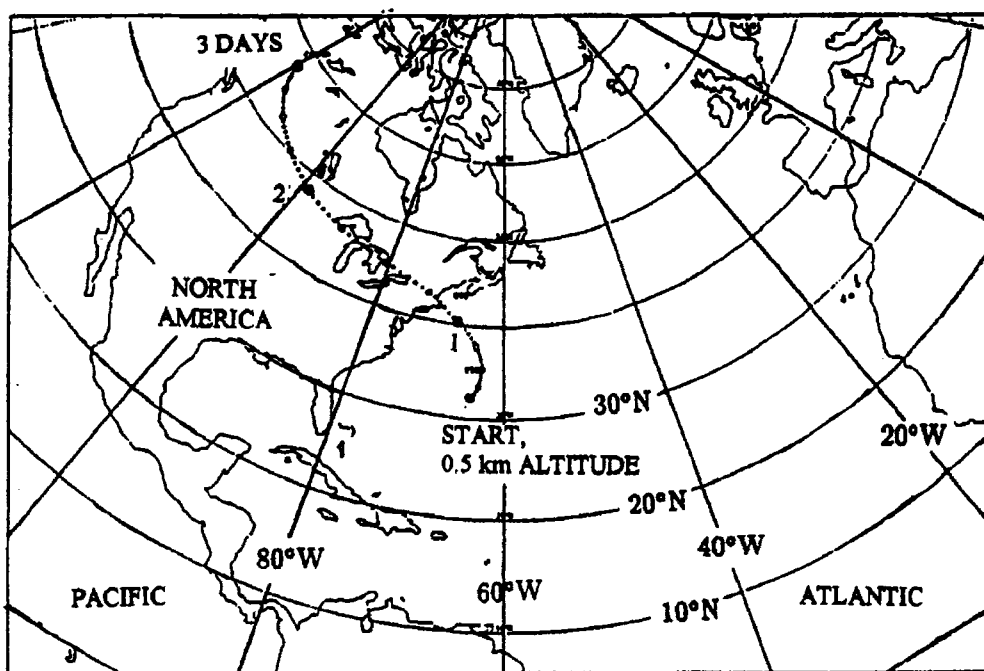 3 DAYS
2
NORTH
AMERICA
1
30°N
START,
0.5 km ALTITUDE
20°W
20°N
80°W
40°W
60°W
PACIFIC
10°N
ATLANTIC